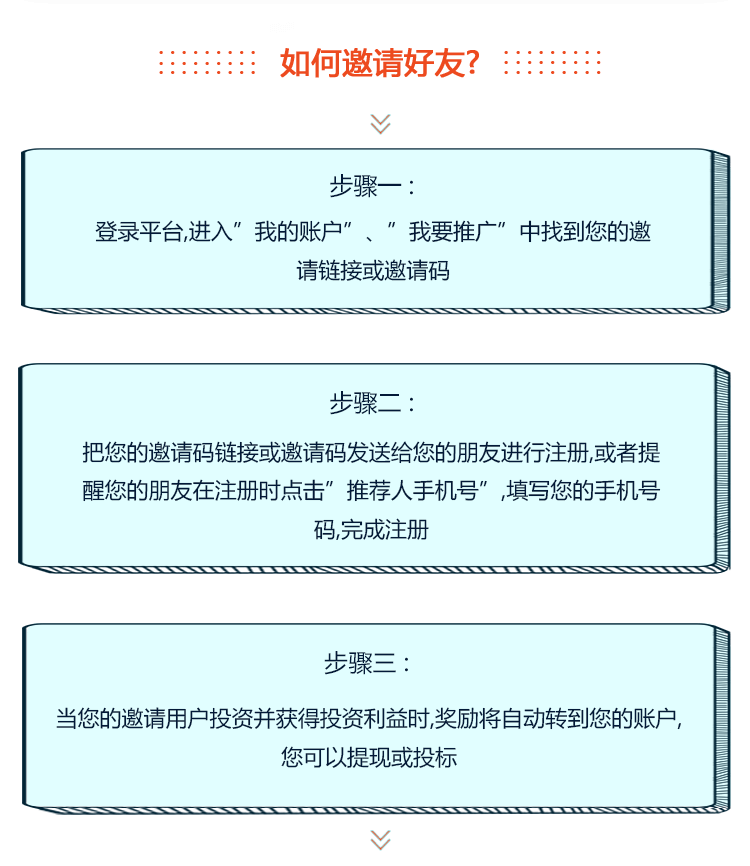 如何邀请好友?
步骤一：
登录平台,进入”我的账户”、”我要推广”中找到您的邀
请链接或邀请码
步骤二：
把您的邀请码链接或邀请码发送给您的朋友进行注册,或者提
醒您的朋友在注册时点击”推荐人手机号”,填写您的手机号
码,完成注册
步骤三：
当您的邀请用户投资并获得投资利益时,奖励将自动转到您的账户,
您可以提现或投标